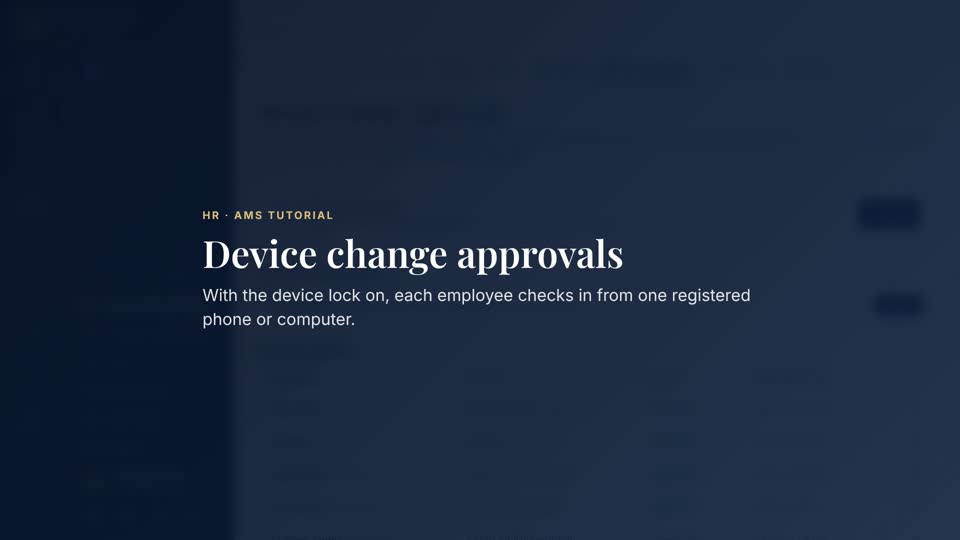 HR · AMS TUTORIAL
Device change approvals
With the device lock on, each employee checks in from one registered
phone or computer.